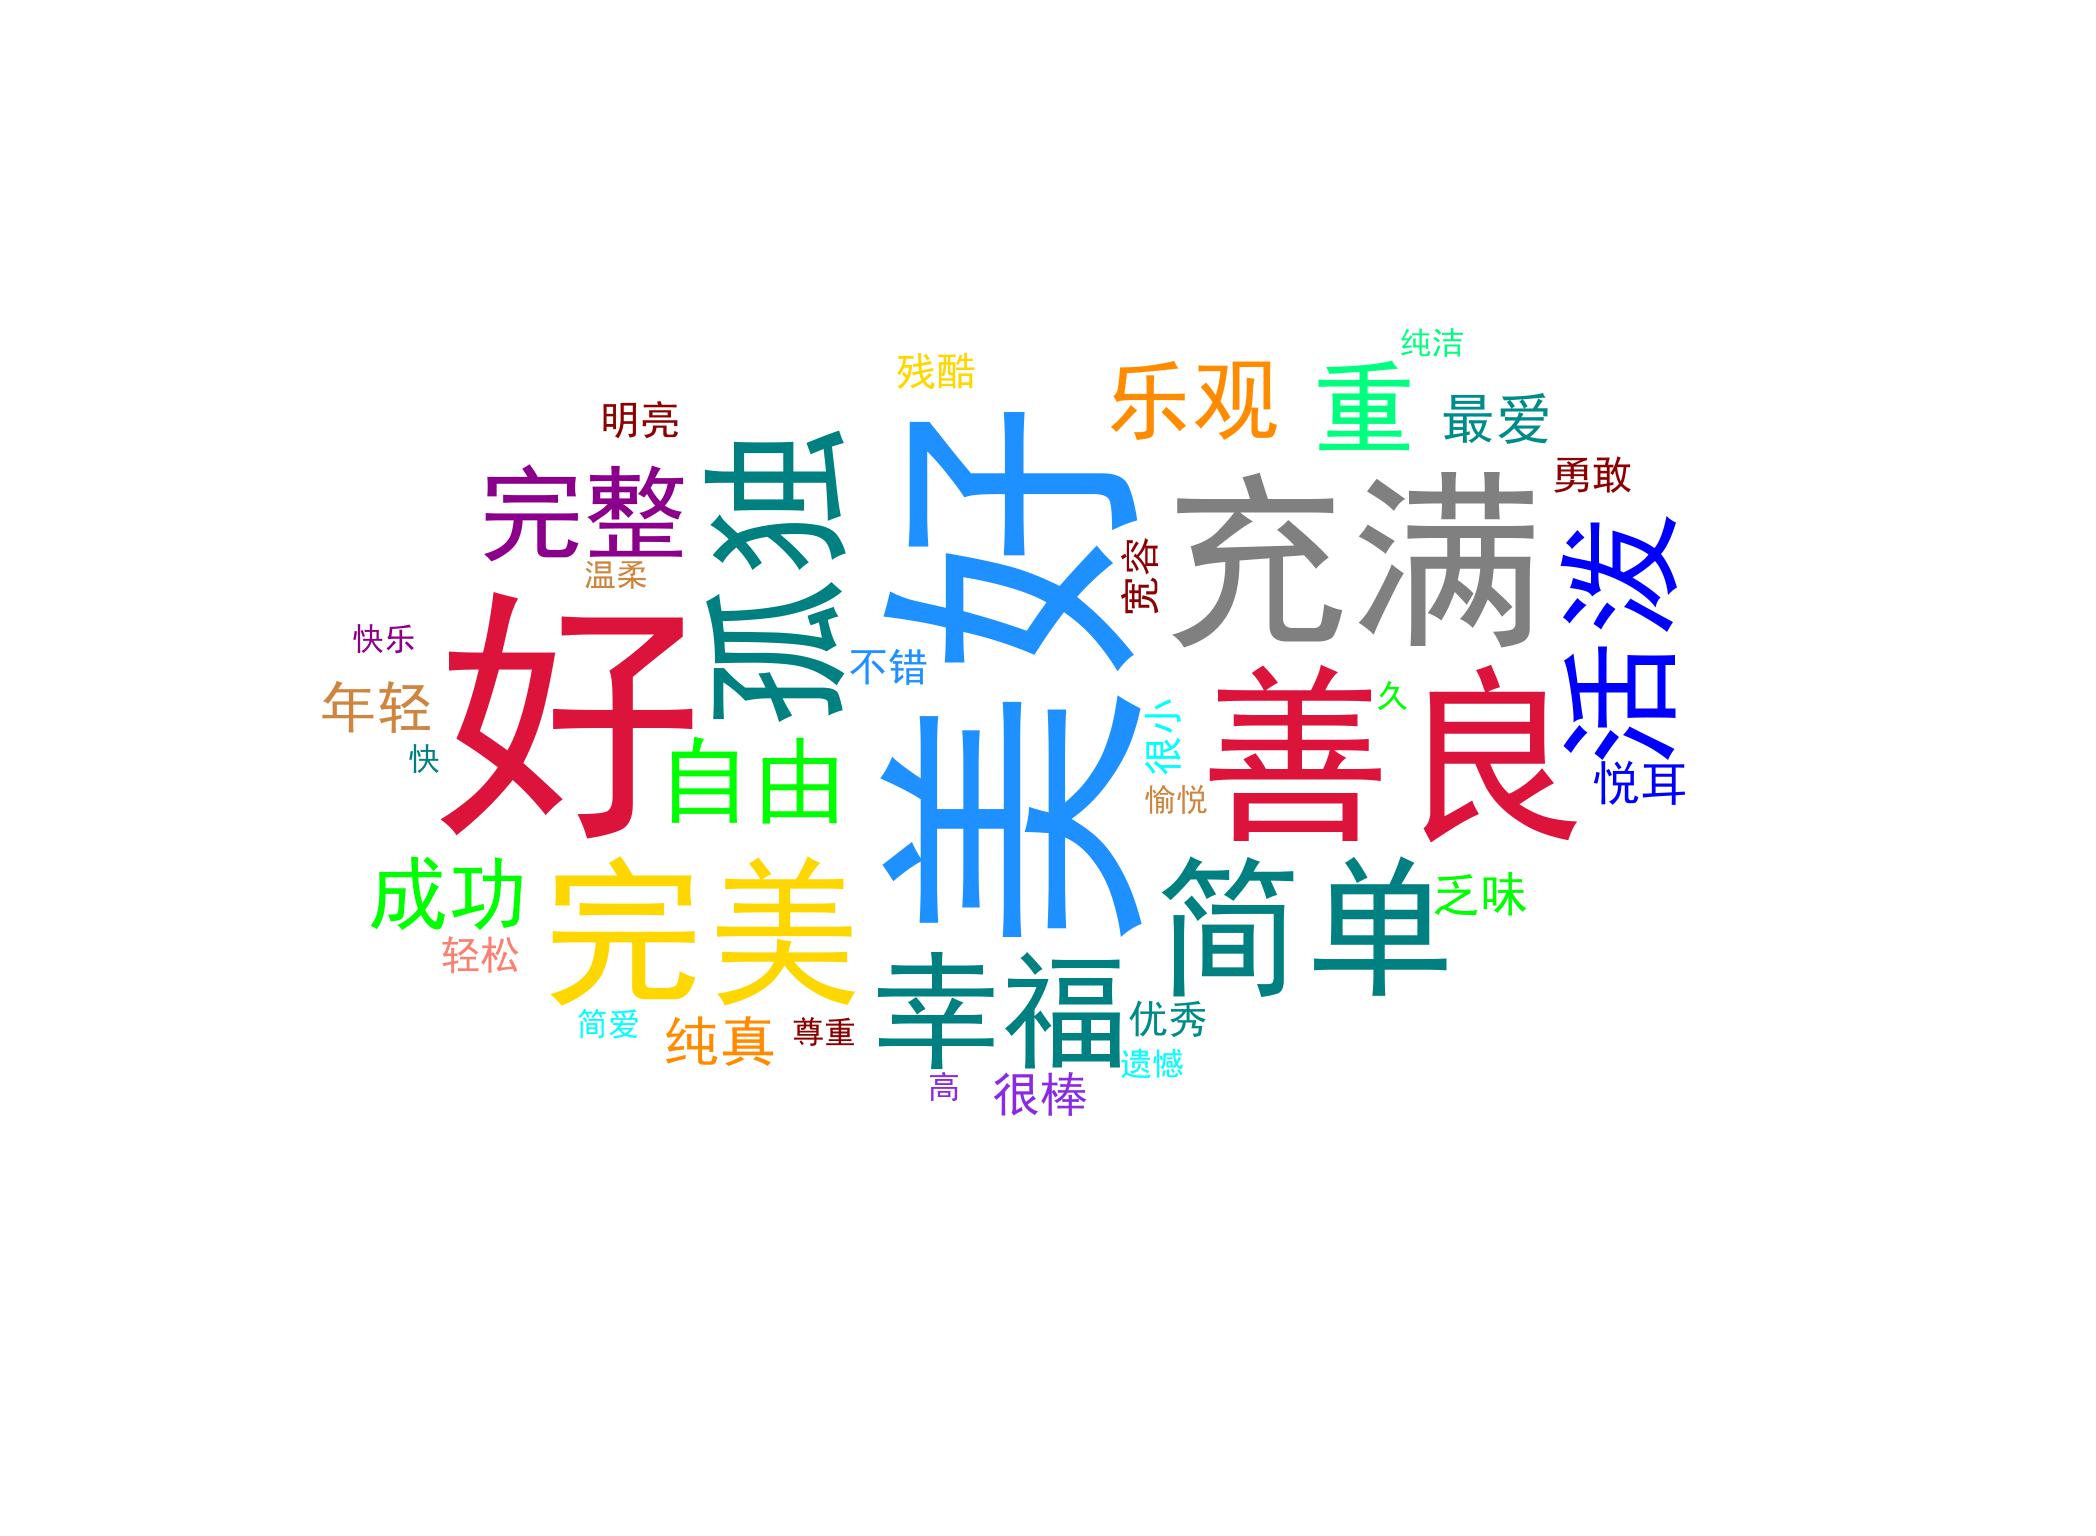 纯洁
残酷
乐观
重
最爱
明亮
孤独
完整
勇敢
美好
充满
活泼
宽容
温柔
好
快乐
不错
善良
久
年轻
很小
自由
快
愉悦
悦耳
成功
完美
简单
乏味
轻松
幸福
优秀
简爱
纯真
尊重
遗憾
高
很棒